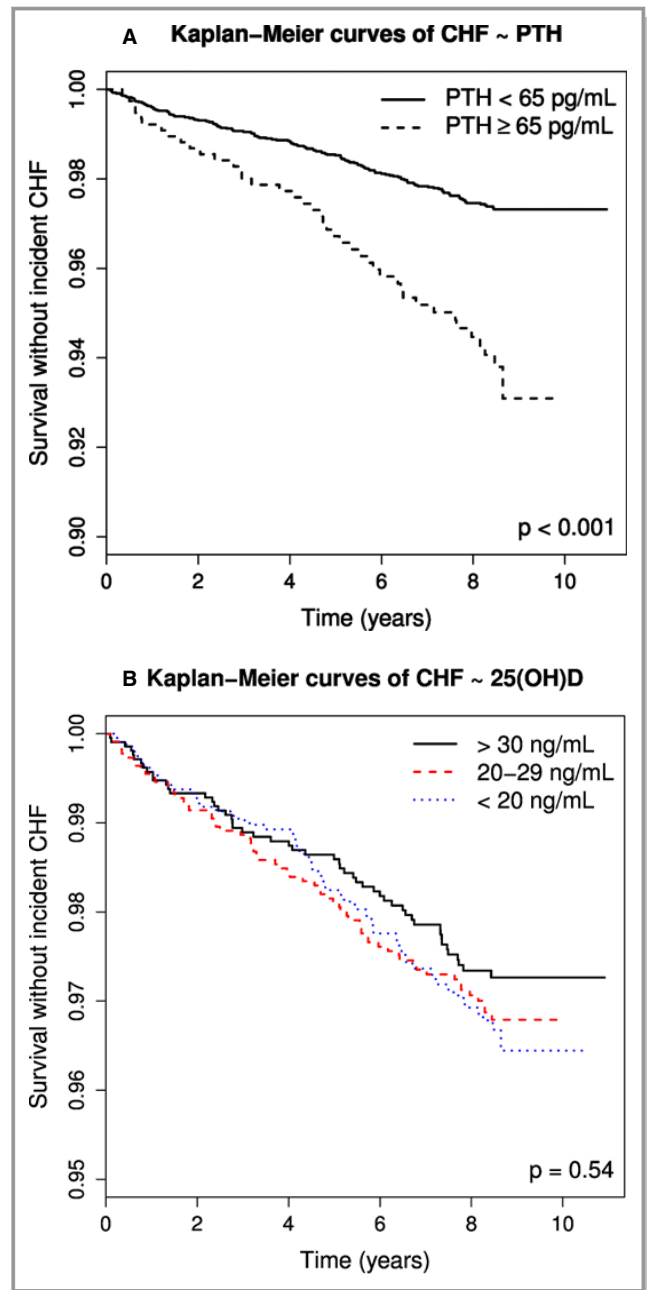 A Kaplan−Meier curves of CHF ~ PTH
PTH < 65 pg/mL
PTH ≥ 65 pg/mL
Survival without incident CHF
1.00
0.98
0.96
0.94
0.92
0.90
p < 0.001
0 2 4 6 8 10
Time (years)
B Kaplan−Meier curves of CHF ~ 25(OH)D
> 30 ng/mL
20−29 ng/mL
< 20 ng/mL
Survival without incident CHF
1.00
0.99
0.98
0.97
0.96
0.95
p = 0.54
0 2 4 6 8 10
Time (years)